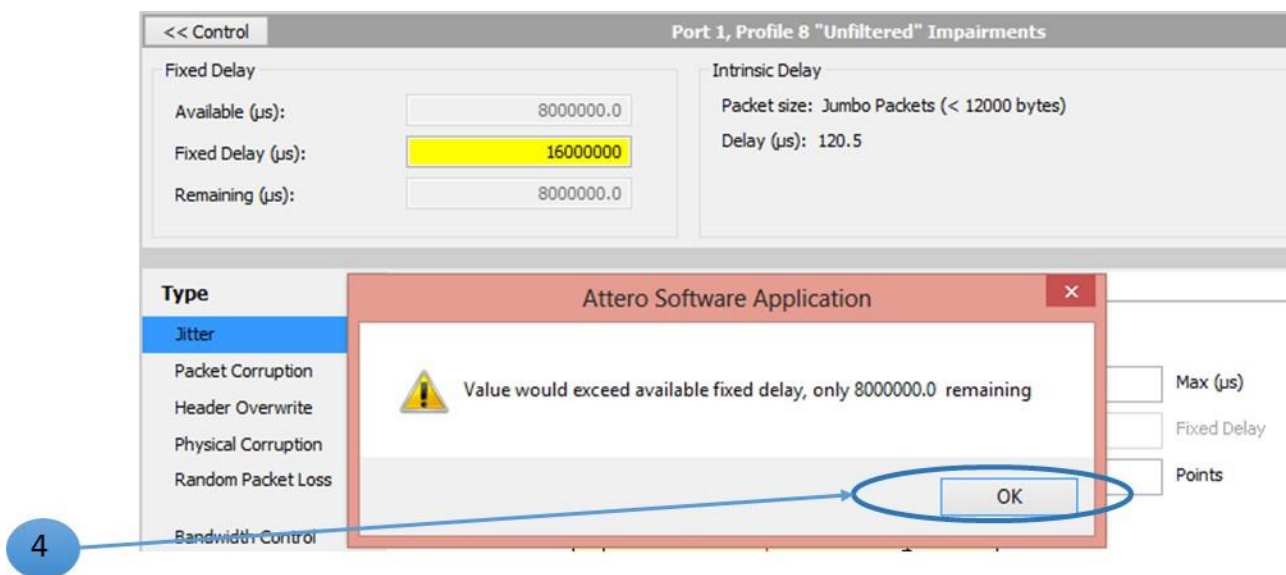 << Control
Port 1, Profile 8 "Unfiltered" Impairments
Fixed Delay
Available (µs):
8000000.0
Fixed Delay (µs):
16000000
Remaining (µs):
8000000.0
Intrinsic Delay
Packet size: Jumbo Packets (< 12000 bytes)
Delay (µs): 120.5
Type
Jitter
Packet Corruption
Header Overwrite
Physical Corruption
Random Packet Loss
Bandwidth Control
Attero Software Application
Value would exceed available fixed delay, only 8000000.0 remaining
OK
Max (µs)
Fixed Delay
Points
4